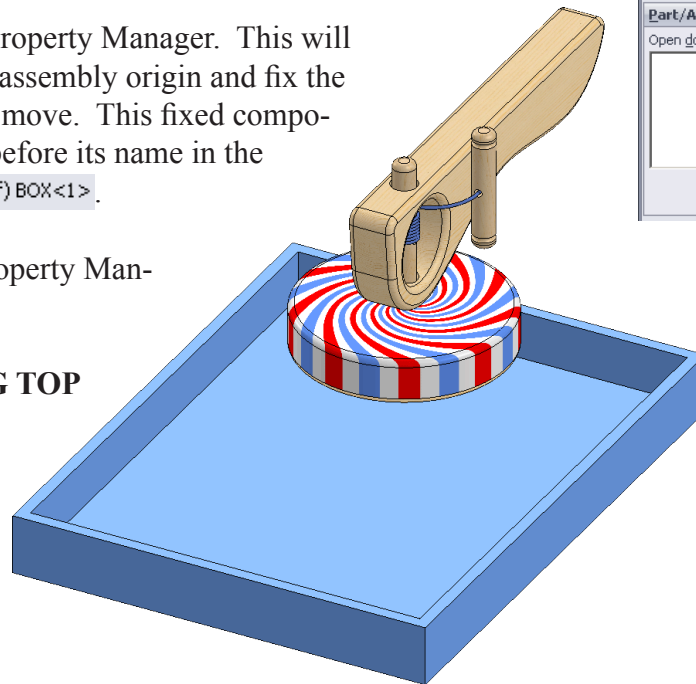 roperty Manager. This will
assembly origin and fix the
move. This fixed compo-
before its name in the
) BOX<1> .
operty Man-
TOP
Part/A
Open do